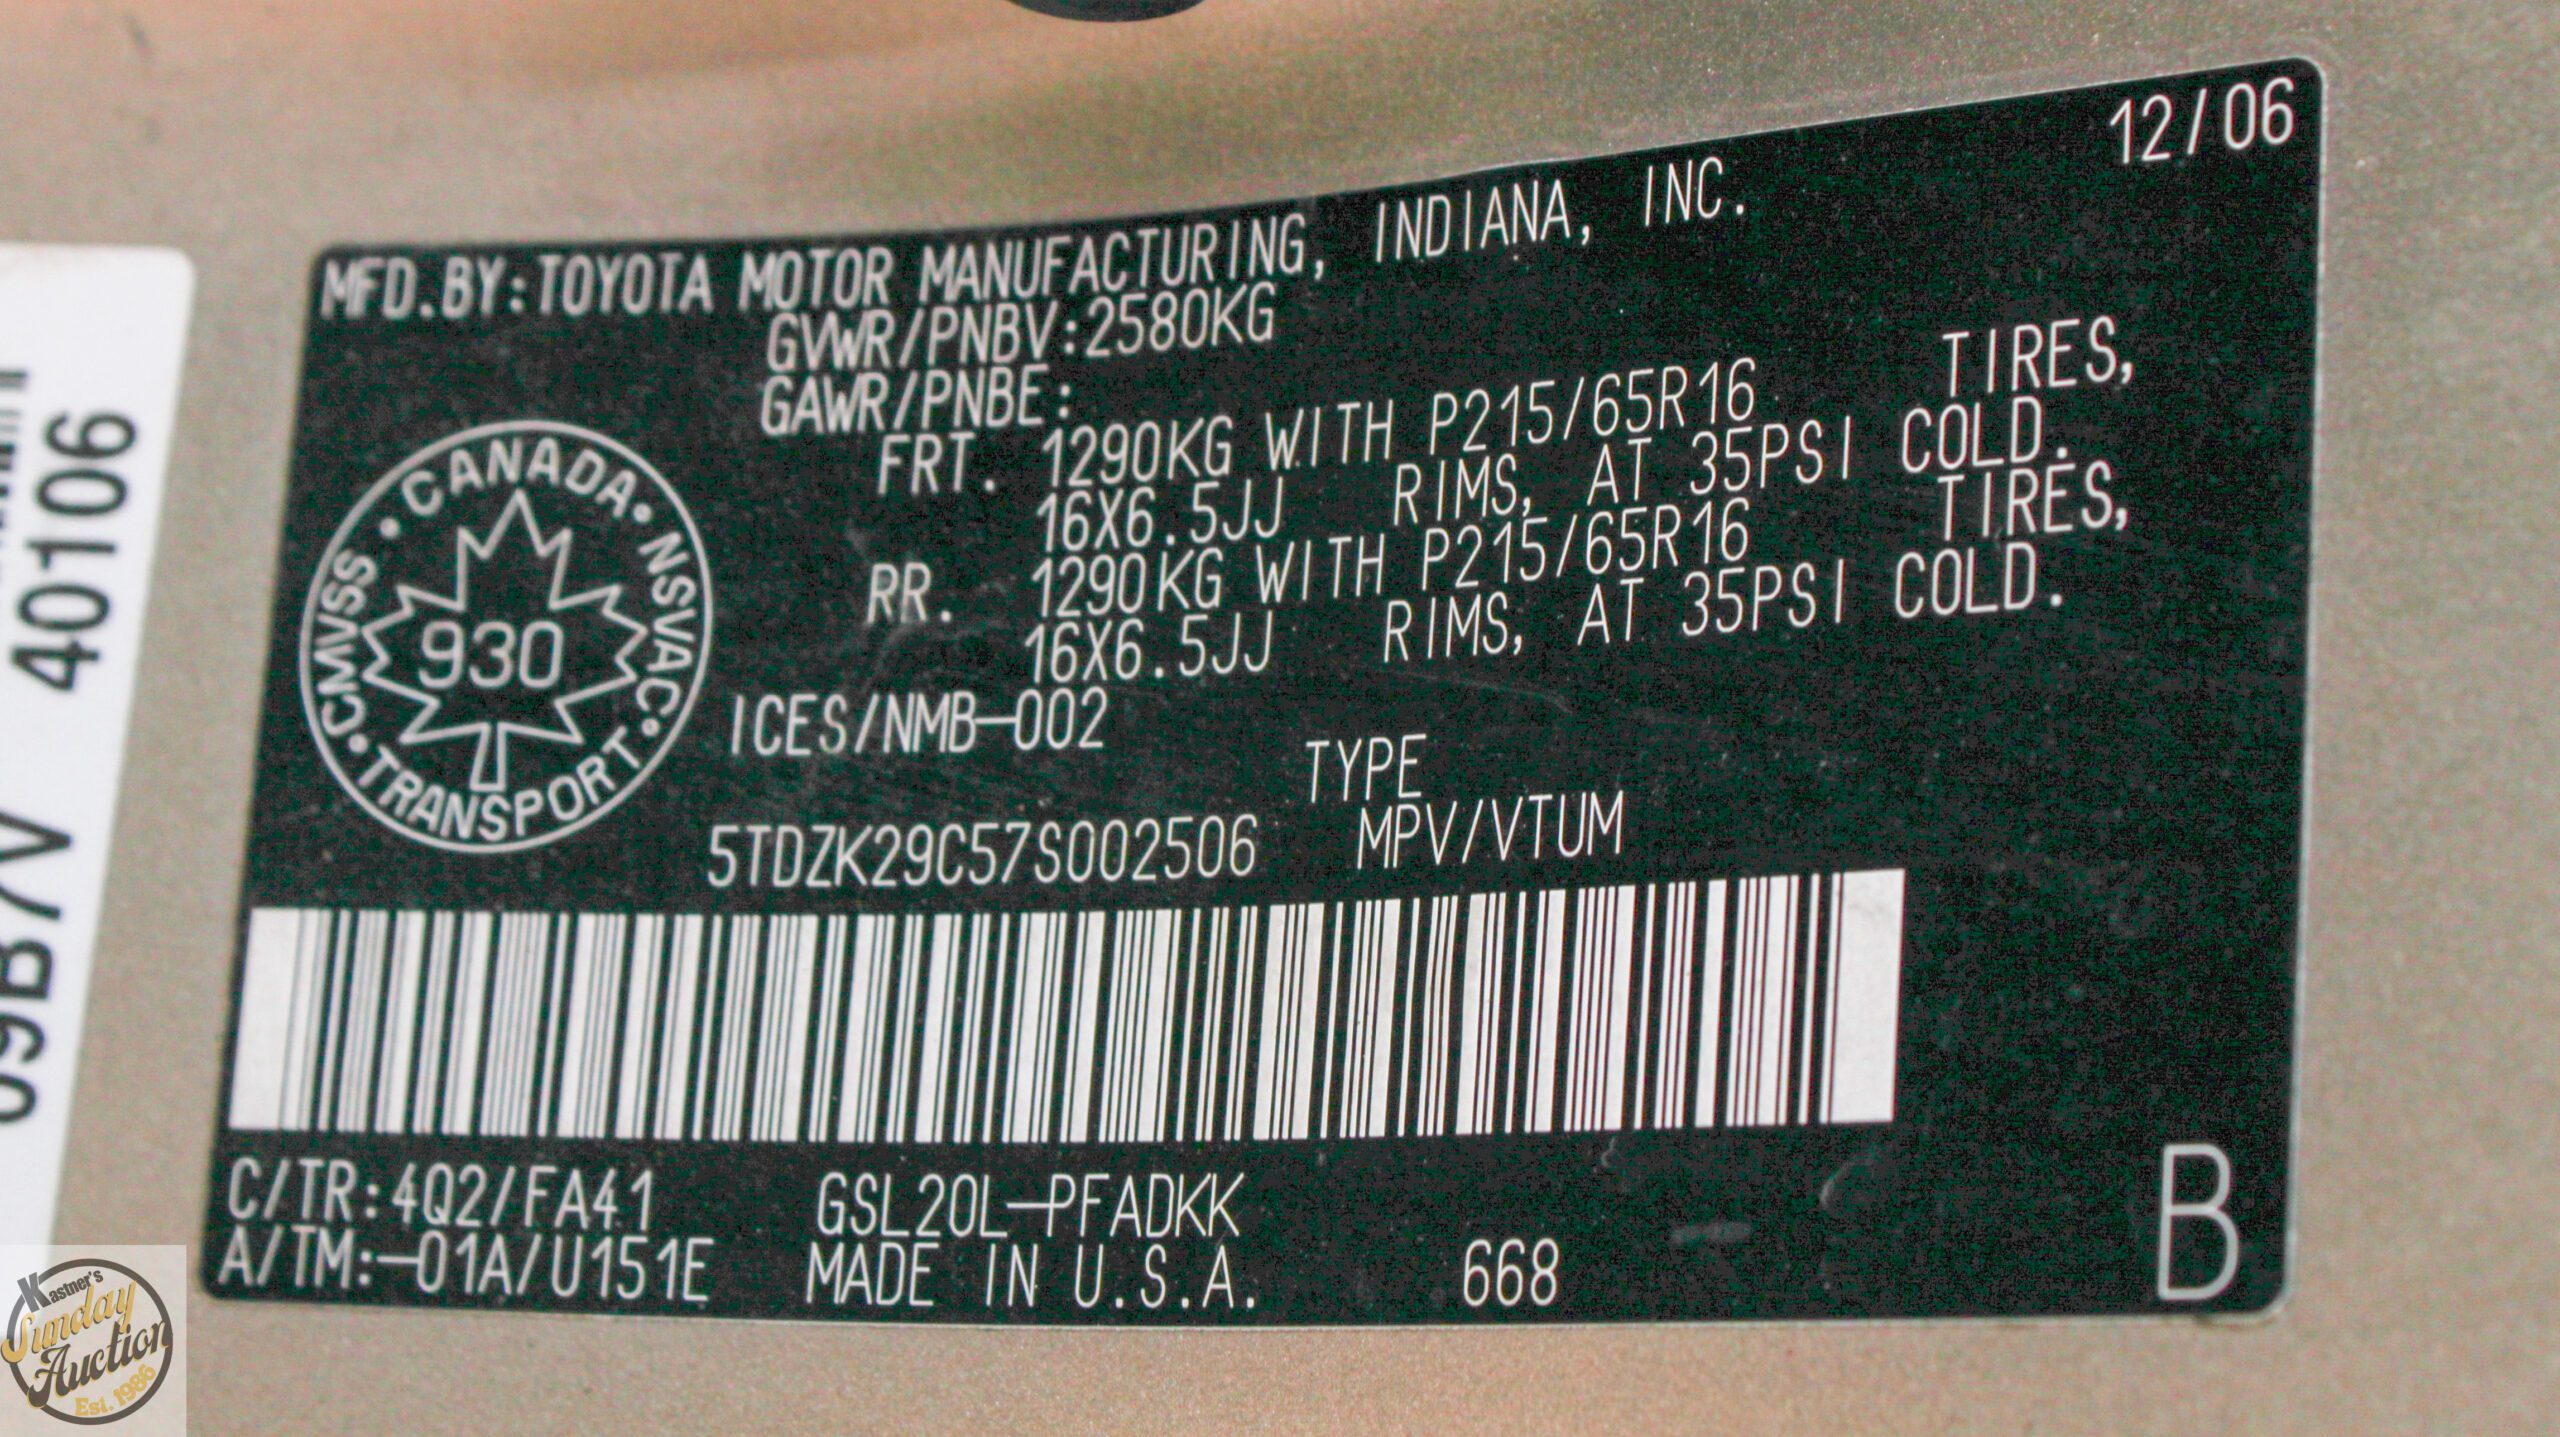 12/06
MFD.BY:TOYOTA MOTOR MANUFACTURING, INDIANA, INC.
GVWR/PNBV:2580KG
GAWR/PNBE:
FRT. 1290KG WITH P215/65R16 TIRES,
16X6.5JJ RIMS, AT 35PSI COLD.
RR. 1290KG WITH P215/65R16 TIRES,
16X6.5JJ RIMS, AT 35PSI COLD.
ICES/NMB-002
CANADA • NSVAC • TRANSPORT • CMVSS •
930
TYPE
5TDZK29C57S002506 MPV/VTUM
C/TR:4Q2/FA41 GSL20L-PFADKK
A/TM:-01A/U151E MADE IN U.S.A. 668
B
09B7V 40106
Kastner's
Sunday
Auction
Est. 1986